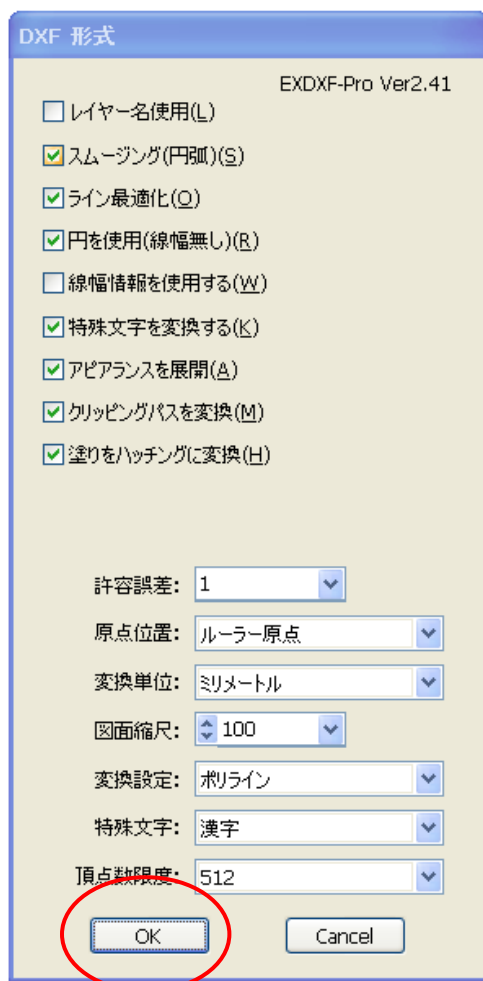 DXF 形式
EXDXF-Pro Ver2.41
レイヤー名使用(L)
スムージング(円弧)(S)
ライン最適化(O)
円を使用(線幅無し)(R)
線幅情報を使用する(W)
特殊文字を変換する(K)
アピアランスを展開(A)
クリッピングパスを変換(M)
塗りをハッチングに変換(H)
許容誤差: 1
原点位置: ルーラー原点
変換単位: ミリメートル
図面縮尺: 100
変換設定: ポリライン
特殊文字: 漢字
頂点数限度: 512
OK Cancel